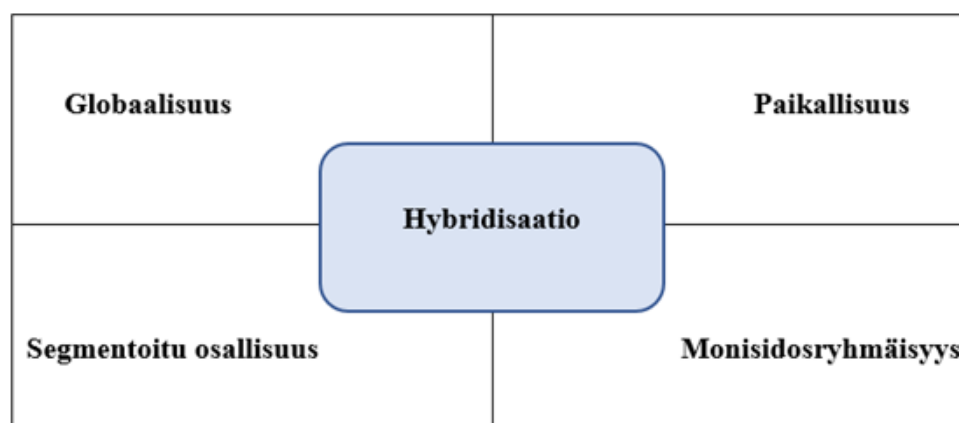 Globaalisuus
Paikallisuus
Hybridisaatio
Segmentoitu osallisuus
Monisidosryhmäisyys